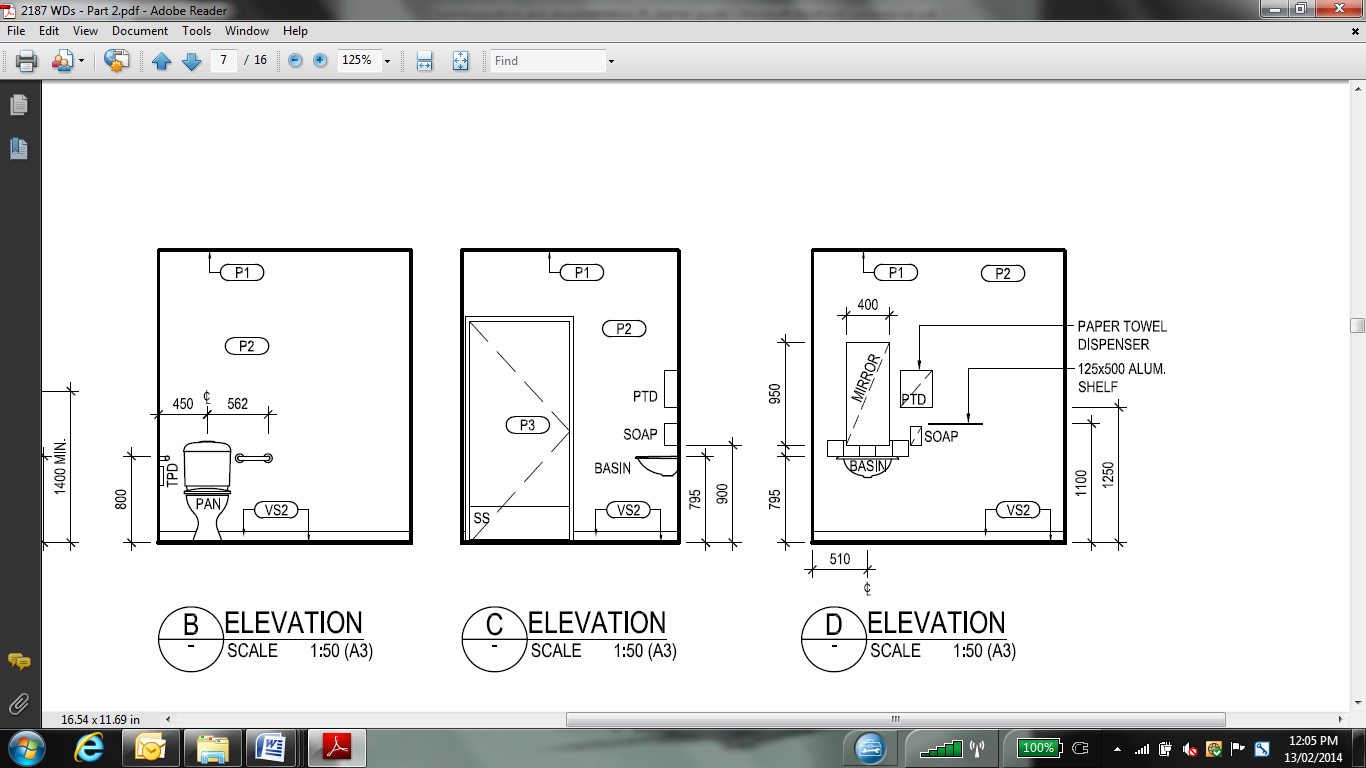 2187 WDs - Part 2.pdf - Adobe Reader
File Edit View Document Tools Window Help
7 / 16 125% Find
P1
P2
450 ℄ 562
1400 MIN.
800
TPD
PAN
VS2
B ELEVATION
- SCALE 1:50 (A3)
P1
P2
P3
PTD
SOAP
BASIN
SS
VS2
795
900
C ELEVATION
- SCALE 1:50 (A3)
P1
P2
400
950
MIRROR
PTD
PAPER TOWEL
DISPENSER
125x500 ALUM.
SHELF
SOAP
BASIN
795
VS2
1100
1250
510
℄
D ELEVATION
- SCALE 1:50 (A3)
16.54 x 11.69 in
100%
12:05 PM
13/02/2014